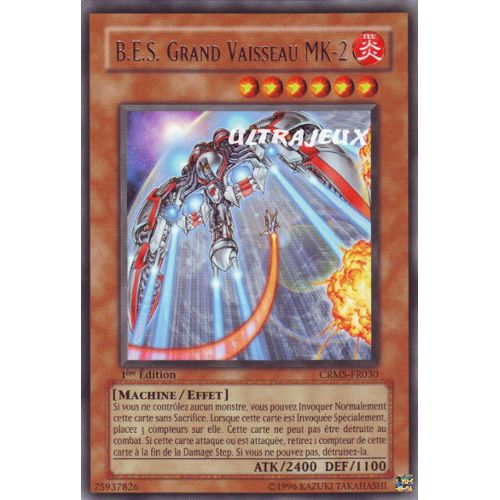 B.E.S. GRAND VAISSEAU MK-2
FEU
炎
ULTRAJEUX
1ère Édition
CRMS-FR030
[MACHINE / EFFET]
Si vous ne contrôlez aucun monstre, vous pouvez Invoquer Normalement
cette carte sans Sacrifice. Lorsque cette carte est Invoquée Spécialement,
placez 3 compteurs sur elle. Cette carte ne peut pas être détruite au
combat. Si cette carte attaque ou est attaquée, retirez 1 compteur de cette
carte à la fin de la Damage Step. Si vous ne pouvez pas, détruisez-la.
ATK/2400 DEF/1100
75937826
©1996 KAZUKI TAKAHASHI